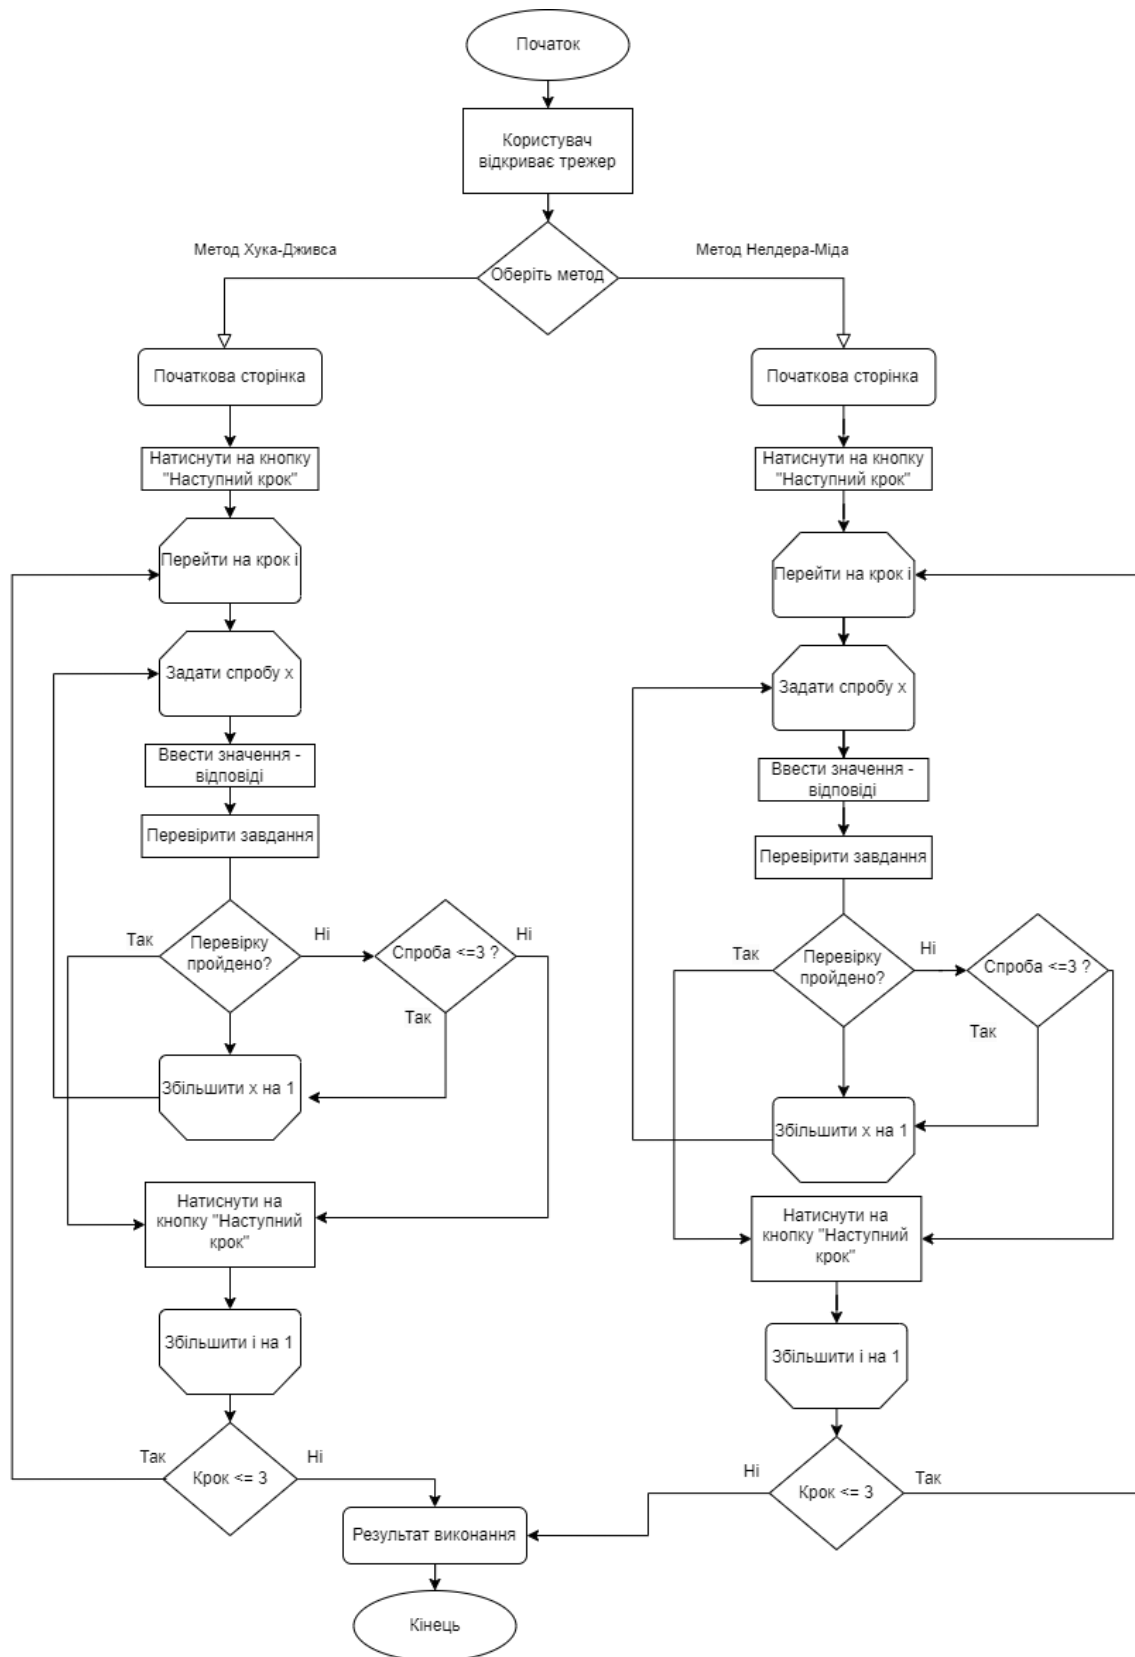 Початок
Користувач
відкриває трежер
Метод Хука-Дживса
Метод Нелдера-Міда
Оберіть метод
Початкова сторінка
Початкова сторінка
Натиснути на кнопку
"Наступний крок"
Натиснути на кнопку
"Наступний крок"
Перейти на крок і
Перейти на крок і
Задати спробу х
Задати спробу х
Ввести значення -
відповіді
Ввести значення -
відповіді
Перевірити завдання
Перевірити завдання
Так
Перевірку
пройдено?
Ні
Спроба <=3 ?
Ні
Так
Так
Перевірку
пройдено?
Ні
Спроба <=3 ?
Так
Збільшити х на 1
Збільшити х на 1
Натиснути на
кнопку "Наступний
крок"
Натиснути на
кнопку "Наступний
крок"
Збільшити і на 1
Збільшити і на 1
Так
Крок <= 3
Ні
Ні
Крок <= 3
Так
Результат виконання
Кінець